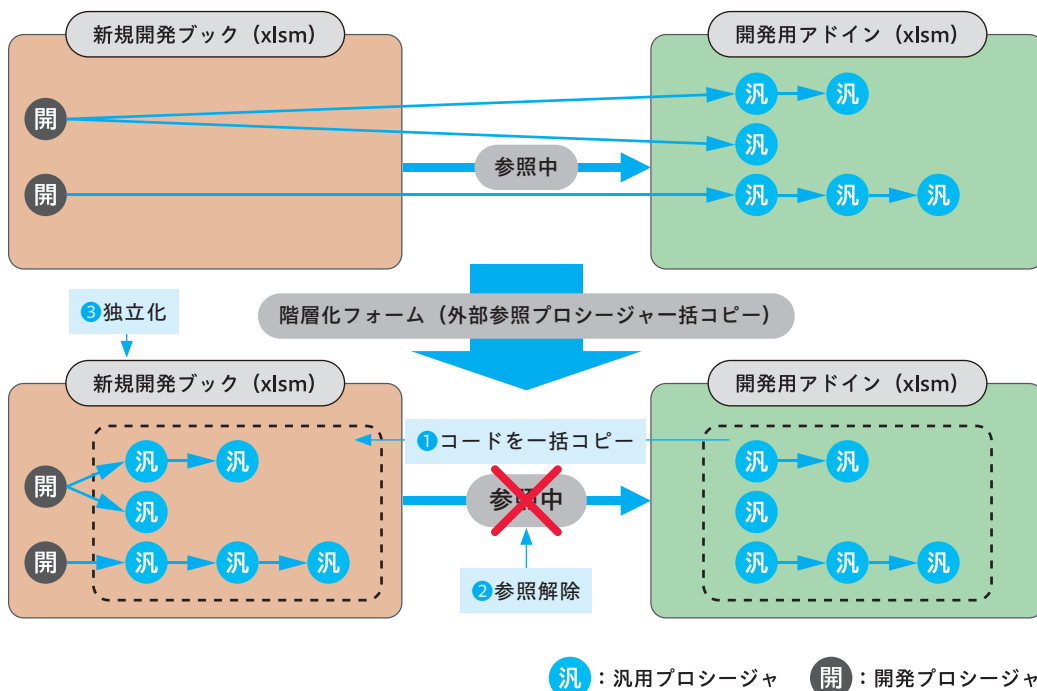 新規開発ブック（xlsm）
開発用アドイン（xlsm）
汎 汎
開
汎
参照中
開
汎 汎 汎
❸独立化
階層化フォーム（外部参照プロシージャ一括コピー）
新規開発ブック（xlsm）
開発用アドイン（xlsm）
❶コードを一括コピー
汎 汎
汎 汎
開
参照中
汎
汎
開
汎 汎 汎
汎 汎 汎
❷参照解除
汎：汎用プロシージャ
開：開発プロシージャ